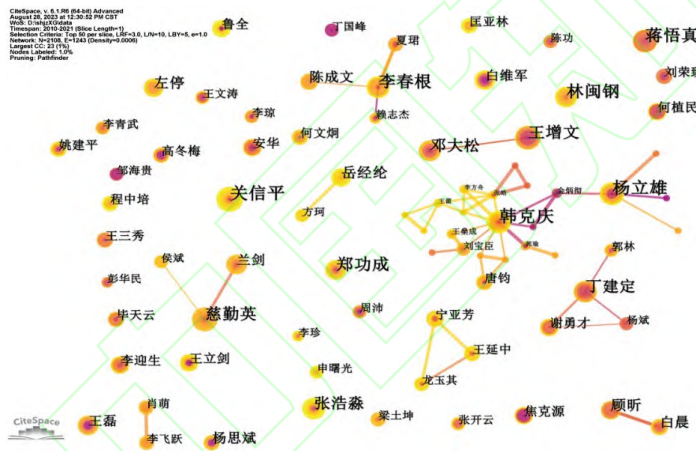 CiteSpace, v. 6.1.R6 (64-bit) Advanced
August 28, 2023 at 12:30:52 PM CST
Timespan: 2010-2021 (Slice Length=1)
Selection Criteria: Top 50 per slice, LRF=3.0, L/N=10, LBY=5, e=1.0
Network: N=2108, E=1243 (Density=0.0006)
Largest CC: 23 (1%)
Nodes Labeled: 1.0%
Pruning: Pathfinder
鲁全
丁国峰
匡亚林
蒋悟真
夏珺
陈功
左停
陈成文
李春根
白维军
刘荣
王文涛
林闽钢
赖志杰
何植民
李琼
李青武
何文炯
邓大松
王增文
姚建平
高冬梅
安华
邹海贵
岳经纶
关信平
程中培
方珂
李方舟
杨立雄
韩克庆
王三秀
王燊成
刘宝臣
郭林
侯斌
兰剑
郑功成
唐钧
彭华民
丁建定
周沛
慈勤英
毕天云
宁亚芳
谢勇才
杨斌
李珍
王延中
李迎生
王立剑
申曙光
龙玉其
肖萌
张浩淼
王磊
梁土坤
张开云
焦克源
顾昕
白晨
李飞跃
杨思斌
CiteSpace